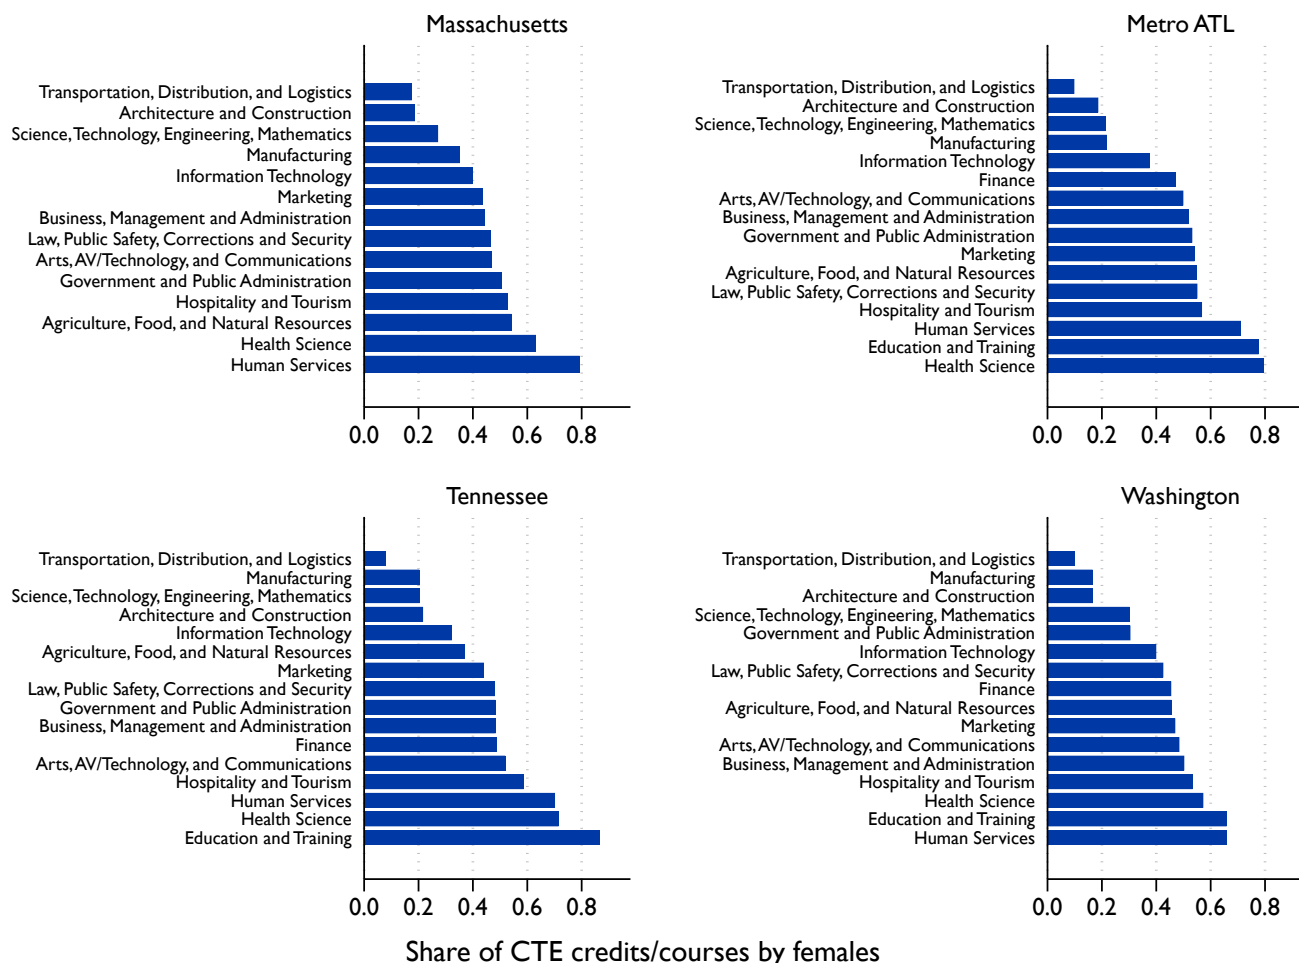 Massachusetts
Transportation, Distribution, and Logistics
Architecture and Construction
Science, Technology, Engineering, Mathematics
Manufacturing
Information Technology
Marketing
Business, Management and Administration
Law, Public Safety, Corrections and Security
Arts, AV/Technology, and Communications
Government and Public Administration
Hospitality and Tourism
Agriculture, Food, and Natural Resources
Health Science
Human Services
0.0 0.2 0.4 0.6 0.8
Metro ATL
Transportation, Distribution, and Logistics
Architecture and Construction
Science, Technology, Engineering, Mathematics
Manufacturing
Information Technology
Finance
Arts, AV/Technology, and Communications
Business, Management and Administration
Government and Public Administration
Marketing
Agriculture, Food, and Natural Resources
Law, Public Safety, Corrections and Security
Hospitality and Tourism
Human Services
Education and Training
Health Science
0.0 0.2 0.4 0.6 0.8
Tennessee
Transportation, Distribution, and Logistics
Manufacturing
Science, Technology, Engineering, Mathematics
Architecture and Construction
Information Technology
Agriculture, Food, and Natural Resources
Marketing
Law, Public Safety, Corrections and Security
Government and Public Administration
Business, Management and Administration
Finance
Arts, AV/Technology, and Communications
Hospitality and Tourism
Human Services
Health Science
Education and Training
0.0 0.2 0.4 0.6 0.8
Washington
Transportation, Distribution, and Logistics
Manufacturing
Architecture and Construction
Science, Technology, Engineering, Mathematics
Government and Public Administration
Information Technology
Law, Public Safety, Corrections and Security
Finance
Agriculture, Food, and Natural Resources
Marketing
Arts, AV/Technology, and Communications
Business, Management and Administration
Hospitality and Tourism
Health Science
Education and Training
Human Services
0.0 0.2 0.4 0.6 0.8
Share of CTE credits/courses by females